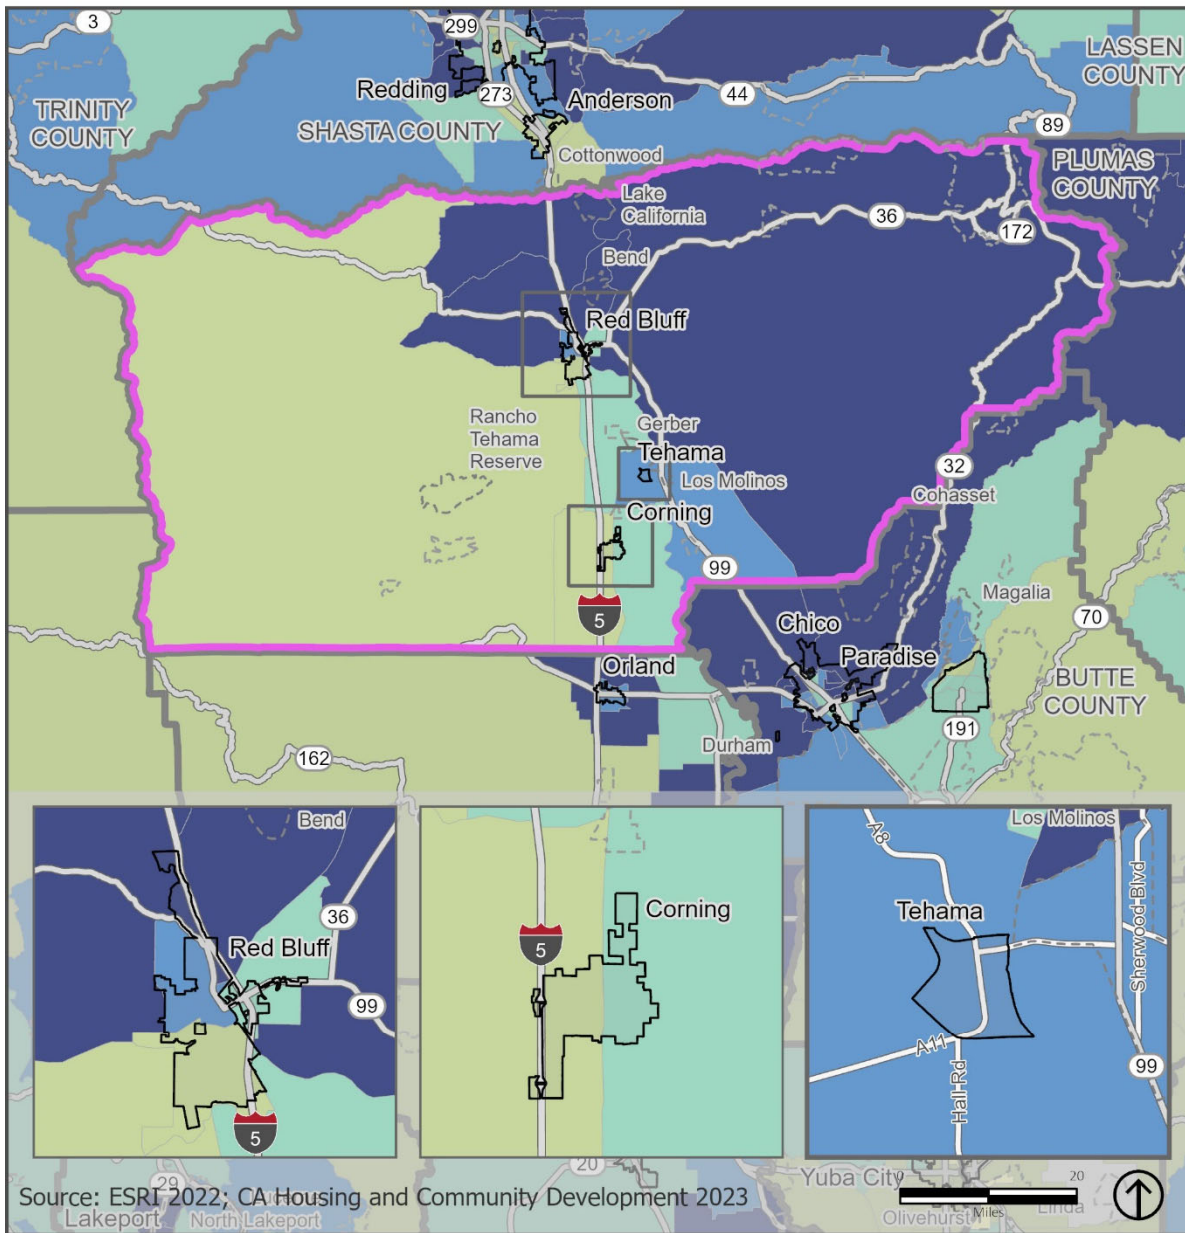 3
299
LASSEN
COUNTY
Redding
273
Anderson
44
TRINITY
COUNTY
SHASTA COUNTY
89
Cottonwood
PLUMAS
COUNTY
Lake
California
36
172
Bend
Red Bluff
Rancho
Tehama
Reserve
Gerber
Tehama
Los Molinos
32
Cohasset
Corning
99
5
Magalia
Chico
70
Orland
Paradise
BUTTE
COUNTY
191
Durham
162
Bend
36
Red Bluff
99
5
Corning
5
Los Molinos
A8
Tehama
Sherwood Blvd
A11
Hall Rd
99
29
20
Yuba City
0
20
Miles
Source: ESRI 2022; CA Housing and Community Development 2023
Lakeport
North Lakeport
Olivehurst
Linda